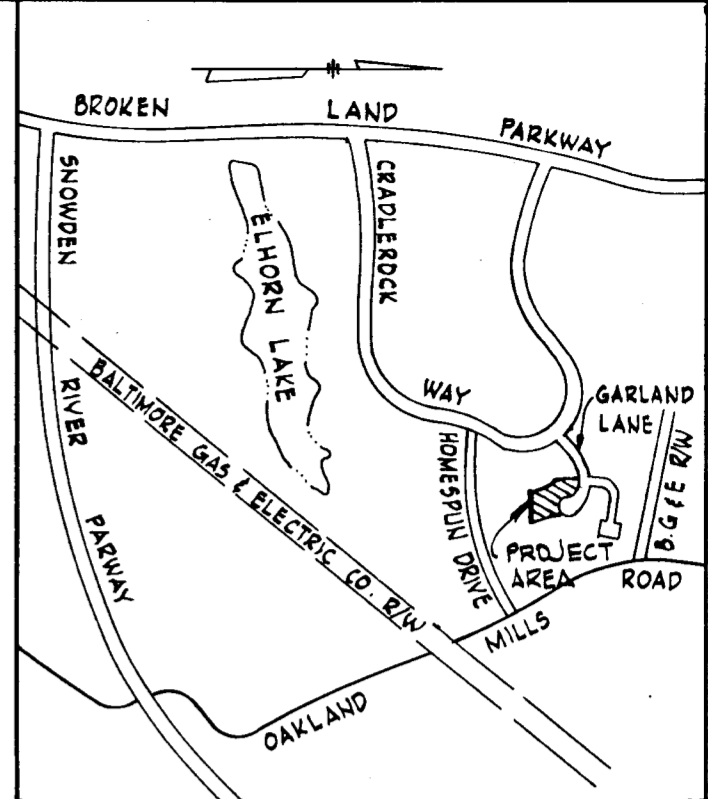 BROKEN LAND PARKWAY
SNOWDEN RIVER PARWAY
ELHORN LAKE
CRADLEROCK WAY
GARLAND
LANE
BALTIMORE GAS & ELECTRIC CO. R/W
HOMESPUN DRIVE
B.G & E R/W
PROJECT
AREA
OAKLAND MILLS ROAD